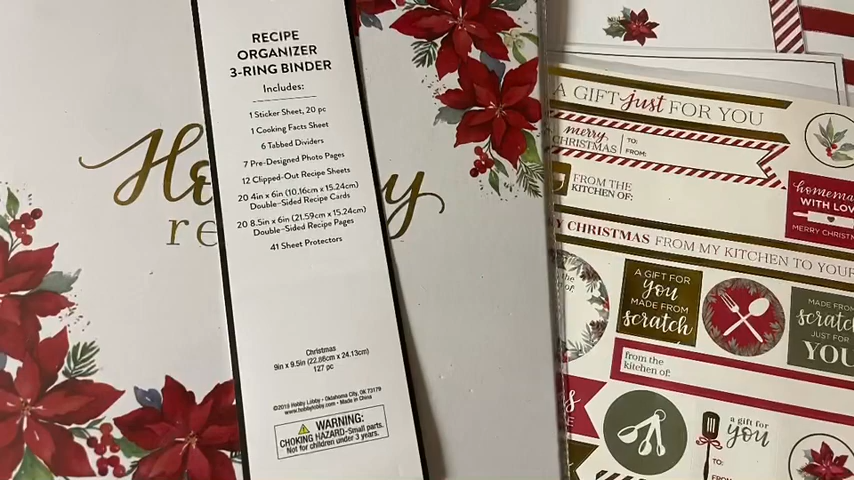 RECIPE
ORGANIZER
3-RING BINDER
Includes:
1 Sticker Sheet, 20 pc
1 Cooking Facts Sheet
6 Tabbed Dividers
7 Pre-Designed Photo Pages
12 Clipped-Out Recipe Sheets
20 4in x 6in (10.16cm x 15.24cm)
Double-Sided Recipe Cards
20 8.5in x 6in (21.59cm x 15.24cm)
Double-Sided Recipe Pages
41 Sheet Protectors
Christmas
9in x 9.5in (22.86cm x 24.13cm)
127 pc
©2019 Hobby Lobby • Oklahoma City, OK 73179
www.hobbylobby.com • Made in China
WARNING:
CHOKING HAZARD-Small parts.
Not for children under 3 years.
A GIFT just FOR YOU
merry
CHRISTMAS
TO:
FROM:
FROM THE
KITCHEN OF:
homema
WITH LOV
MERRY CHRISTM
Y CHRISTMAS FROM MY KITCHEN TO YOUR
A GIFT FOR
you
MADE FROM
scratch
MADE FROM
scratch
JUST FOR
YOU
from the
kitchen of:
a gift for
you
TO:
FROM: